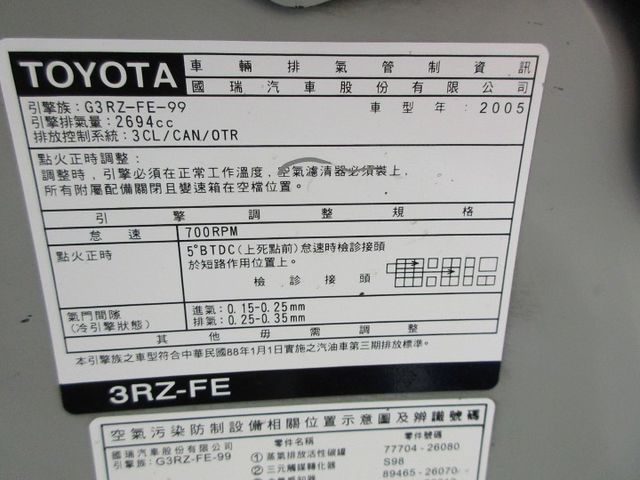 TOYOTA
車輛排氣管制資訊
國瑞汽車股份有限公司
引擎族：G3RZ-FE-99
車型年：2005
引擎排氣量：2694cc
排放控制系統：3CL/CAN/OTR
點火正時調整：
調整時，引擎必須在正常工作溫度，空氣濾清器必須裝上，
所有附屬配備關閉且變速箱在空檔位置。
引擎調整規格
怠速 700RPM
點火正時 5°BTDC(上死點前)怠速時檢診接頭
於短路作用位置上。
檢診接頭
氣門間隙 進氣：0.15-0.25mm
(冷引擎狀態) 排氣：0.25-0.35mm
其他毋需調整
本引擎族之車型符合中華民國88年1月1日實施之汽油車第三期排放標準。
3RZ-FE
空氣污染防制設備相關位置示意圖及辨識號碼
國瑞汽車股份有限公司 零件名稱 零件號碼
引擎族：G3RZ-FE-99 ①蒸氣排放活性碳罐 77704-26080
②三元觸媒轉化器 S98
89465-26070